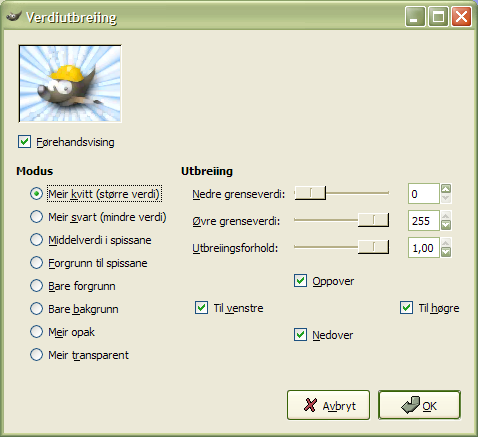 Verdiutbreiing
Førehandsvising
Modus
Meir kvitt (større verdi)
Meir svart (mindre verdi)
Middelverdi i spissane
Forgrunn til spissane
Bare forgrunn
Bare bakgrunn
Meir opak
Meir transparent
Utbreiing
Nedre grenseverdi: 0
Øvre grenseverdi: 255
Utbreiingsforhold: 1,00
Oppover
Til venstre
Til høgre
Nedover
Avbryt
OK